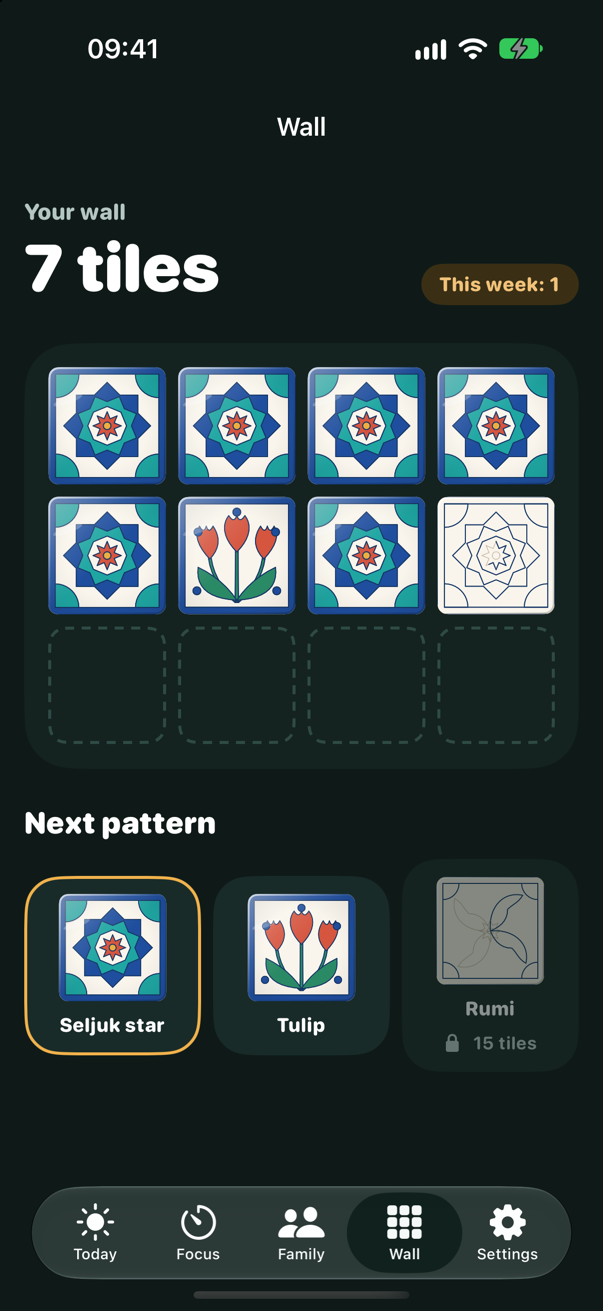 09:41
Wall
Your wall
7 tiles
This week: 1
Next pattern
Seljuk star
Tulip
Rumi
15 tiles
Today
Focus
Family
Wall
Settings